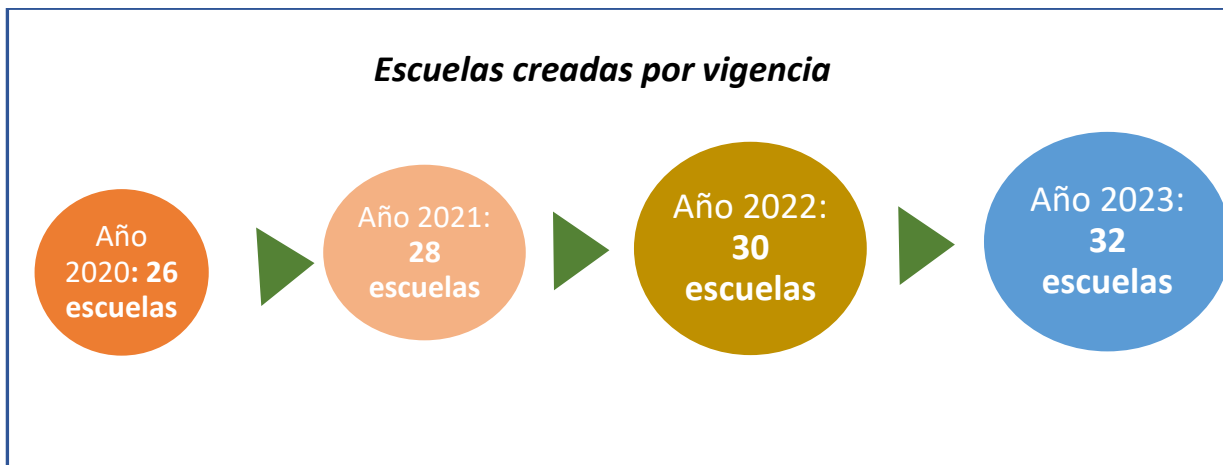 Escuelas creadas por vigencia
Año
2020: 26
escuelas
Año 2021:
28
escuelas
Año 2022:
30
escuelas
Año 2023:
32
escuelas